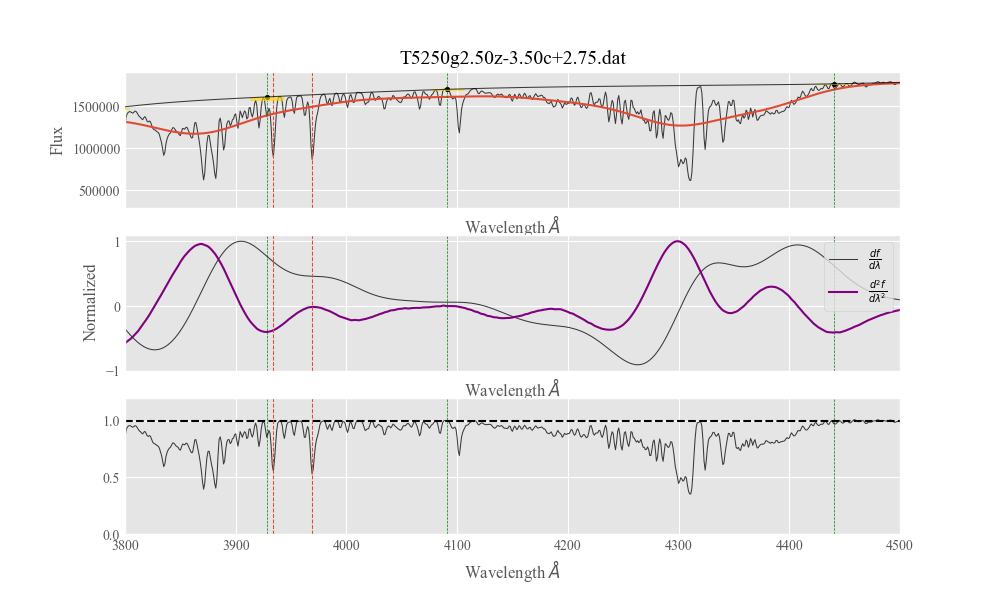 T5250g2.50z-3.50c+2.75.dat
Flux
1500000
1000000
500000
Wavelength Å
Normalized
1
0
−1
df/dλ
d²f/dλ²
Wavelength Å
1.0
0.5
0.0
3800 3900 4000 4100 4200 4300 4400 4500
Wavelength Å